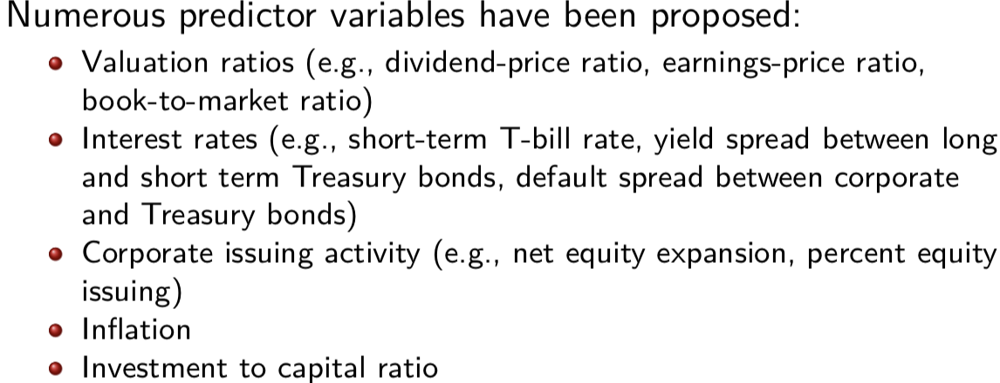 Numerous predictor variables have been proposed:
Valuation ratios (e.g., dividend-price ratio, earnings-price ratio,
book-to-market ratio)
Interest rates (e.g., short-term T-bill rate, yield spread between long
and short term Treasury bonds, default spread between corporate
and Treasury bonds)
Corporate issuing activity (e.g., net equity expansion, percent equity
issuing)
Inflation
Investment to capital ratio